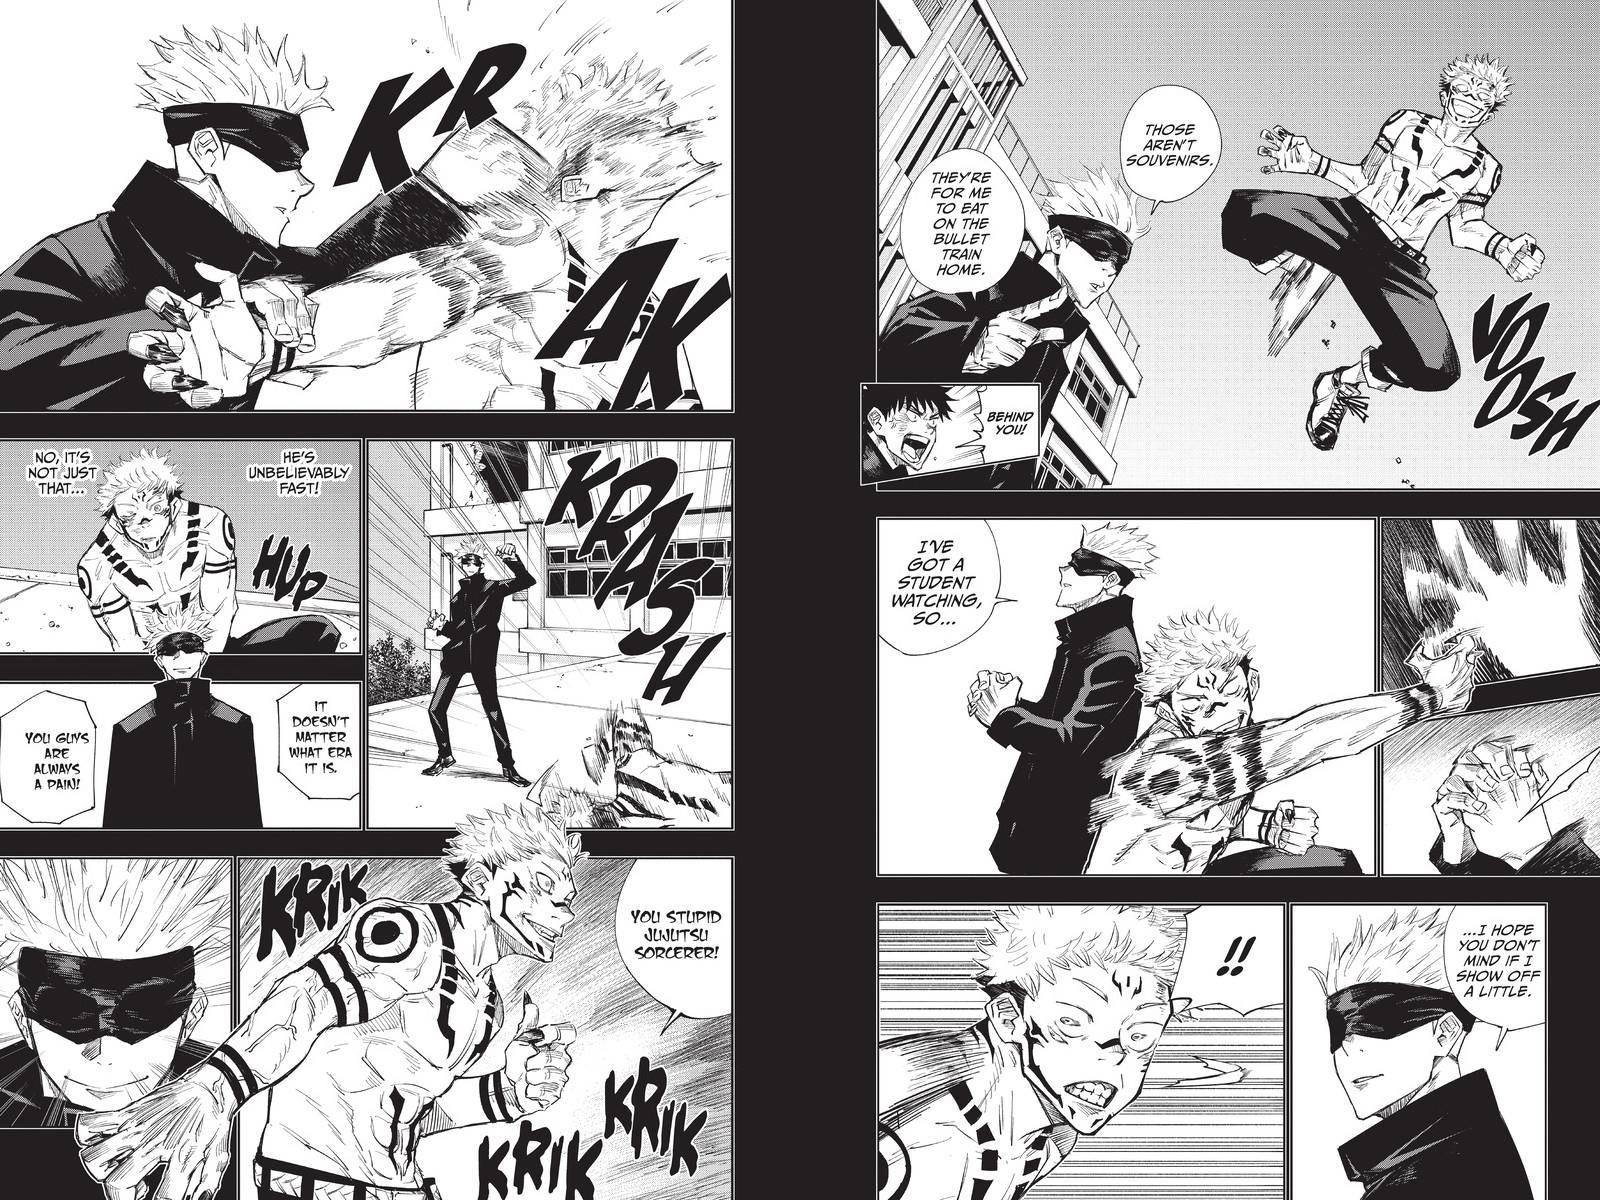 THOSE
AREN'T
SOUVENIRS.
THEY'RE
FOR ME
TO EAT
ON THE
BULLET
TRAIN
HOME.
VOOOSH
BEHIND
YOU!
I'VE
GOT A
STUDENT
WATCHING,
SO...
...I HOPE
YOU DON'T
MIND IF I
SHOW OFF
A LITTLE.
!!
KR
AK
KRASH
HE'S
UNBELIEVABLY
FAST!
NO, IT'S
NOT JUST
THAT...
HUP
IT
DOESN'T
MATTER
WHAT ERA
IT IS.
YOU GUYS
ARE
ALWAYS
A PAIN!
YOU STUPID
JUJUTSU
SORCERER!
KRIK
KRIK
KRIK